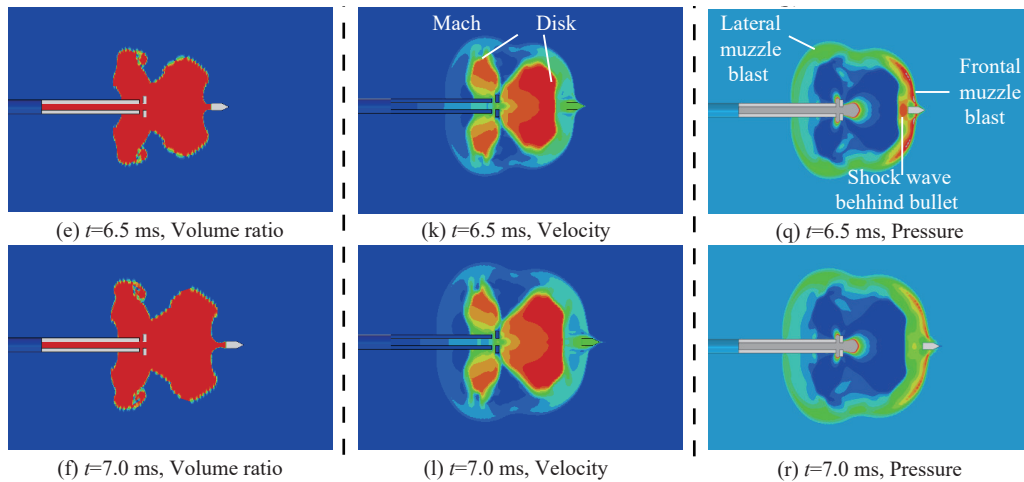 Mach
Disk
Lateral
muzzle
blast
Frontal
muzzle
blast
Shock wave
behhind bullet
(e) t=6.5 ms, Volume ratio
(k) t=6.5 ms, Velocity
(q) t=6.5 ms, Pressure
(f) t=7.0 ms, Volume ratio
(l) t=7.0 ms, Velocity
(r) t=7.0 ms, Pressure